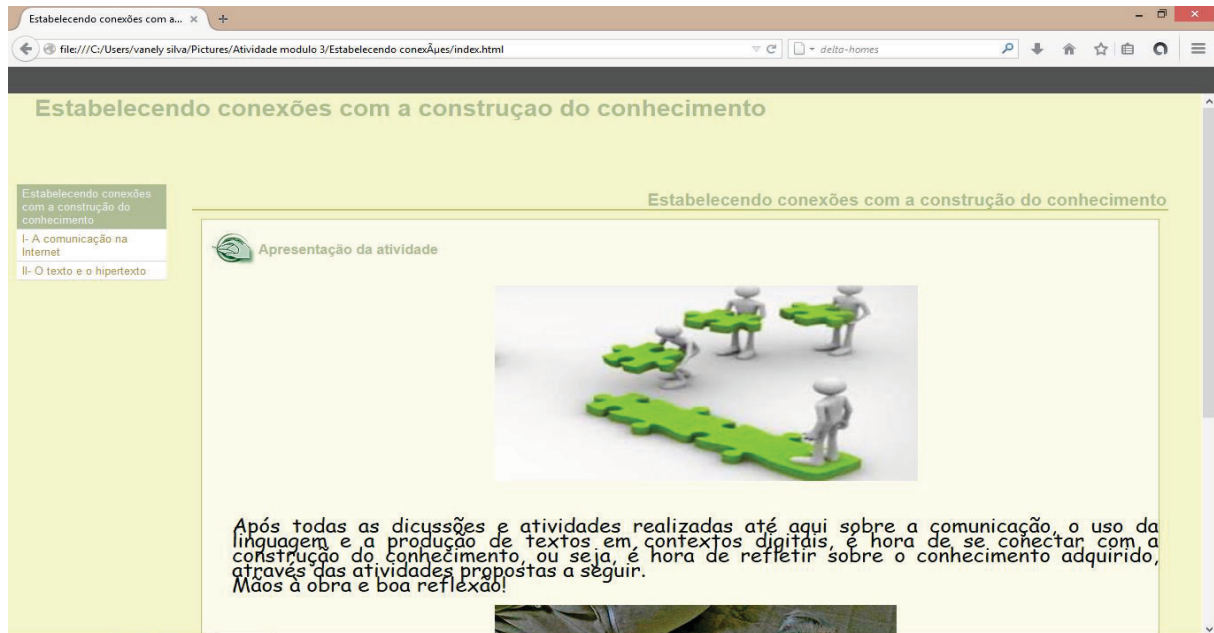 Estabelecendo conexões com a... × +
file:///C:/Users/vanely silva/Pictures/Atividade modulo 3/Estabelecendo conexÃµes/index.html
delta-homes
Estabelecendo conexões com a construçao do conhecimento
Estabelecendo conexões
com a construção do
conhecimento
I- A comunicação na
Internet
II- O texto e o hipertexto
Estabelecendo conexões com a construção do conhecimento
Apresentação da atividade
Após todas as dicussões e atividades realizadas até aqui sobre a comunicação, o uso da
linguagem e a produção de textos em contextos digitais, é hora de se conectar com a
construção do conhecimento, ou seja, é hora de refletir sobre o conhecimento adquirido,
através das atividades propostas a seguir.
Mãos à obra e boa reflexão!